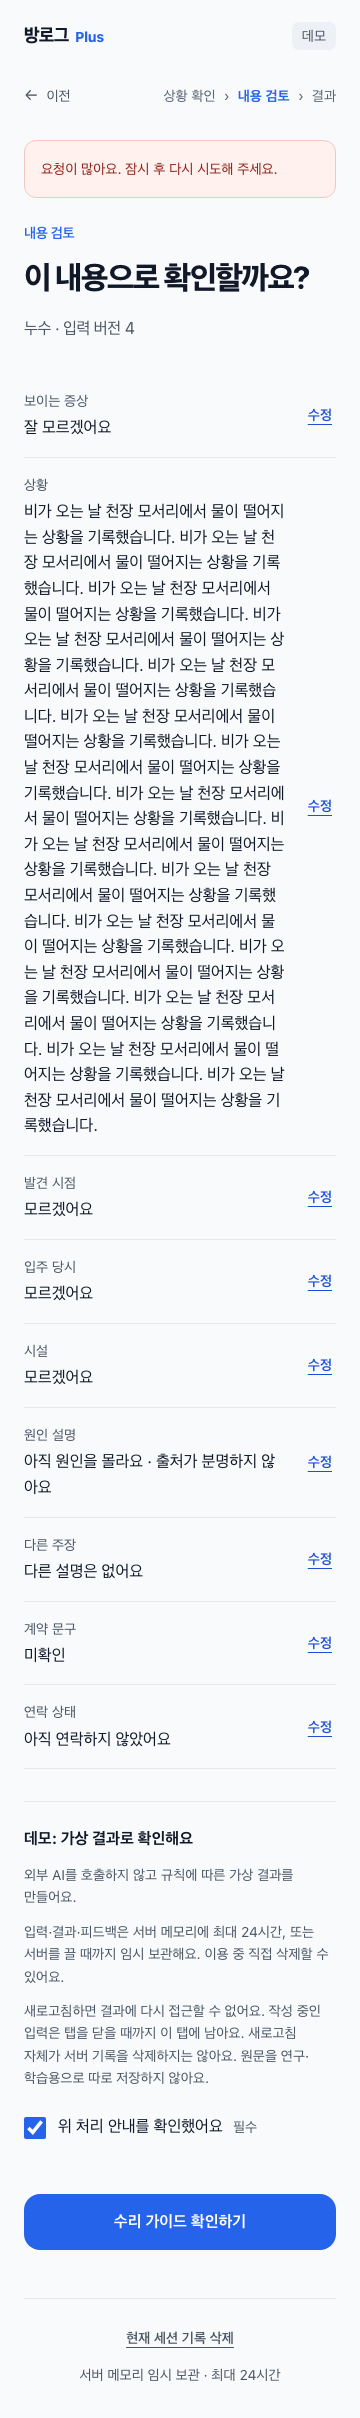 방로그 Plus
데모
← 이전
상황 확인 › 내용 검토 › 결과
요청이 많아요. 잠시 후 다시 시도해 주세요.
내용 검토
이 내용으로 확인할까요?
누수 · 입력 버전 4
보이는 증상
잘 모르겠어요
수정
상황
비가 오는 날 천장 모서리에서 물이 떨어지
는 상황을 기록했습니다. 비가 오는 날 천
장 모서리에서 물이 떨어지는 상황을 기록
했습니다. 비가 오는 날 천장 모서리에서
물이 떨어지는 상황을 기록했습니다. 비가
오는 날 천장 모서리에서 물이 떨어지는 상
황을 기록했습니다. 비가 오는 날 천장 모
서리에서 물이 떨어지는 상황을 기록했습
니다. 비가 오는 날 천장 모서리에서 물이
떨어지는 상황을 기록했습니다. 비가 오는
날 천장 모서리에서 물이 떨어지는 상황을
기록했습니다. 비가 오는 날 천장 모서리에
서 물이 떨어지는 상황을 기록했습니다. 비
가 오는 날 천장 모서리에서 물이 떨어지는
상황을 기록했습니다. 비가 오는 날 천장
모서리에서 물이 떨어지는 상황을 기록했
습니다. 비가 오는 날 천장 모서리에서 물
이 떨어지는 상황을 기록했습니다. 비가 오
는 날 천장 모서리에서 물이 떨어지는 상황
을 기록했습니다. 비가 오는 날 천장 모서
리에서 물이 떨어지는 상황을 기록했습니
다. 비가 오는 날 천장 모서리에서 물이 떨
어지는 상황을 기록했습니다. 비가 오는 날
천장 모서리에서 물이 떨어지는 상황을 기
록했습니다.
수정
발견 시점
모르겠어요
수정
입주 당시
모르겠어요
수정
시설
모르겠어요
수정
원인 설명
아직 원인을 몰라요 · 출처가 분명하지 않
아요
수정
다른 주장
다른 설명은 없어요
수정
계약 문구
미확인
수정
연락 상태
아직 연락하지 않았어요
수정
데모: 가상 결과로 확인해요
외부 AI를 호출하지 않고 규칙에 따른 가상 결과를
만들어요.
입력·결과·피드백은 서버 메모리에 최대 24시간, 또는
서버를 끌 때까지 임시 보관해요. 이용 중 직접 삭제할 수
있어요.
새로고침하면 결과에 다시 접근할 수 없어요. 작성 중인
입력은 탭을 닫을 때까지 이 탭에 남아요. 새로고침
자체가 서버 기록을 삭제하지는 않아요. 원문을 연구·
학습용으로 따로 저장하지 않아요.
위 처리 안내를 확인했어요 필수
수리 가이드 확인하기
현재 세션 기록 삭제
서버 메모리 임시 보관 · 최대 24시간